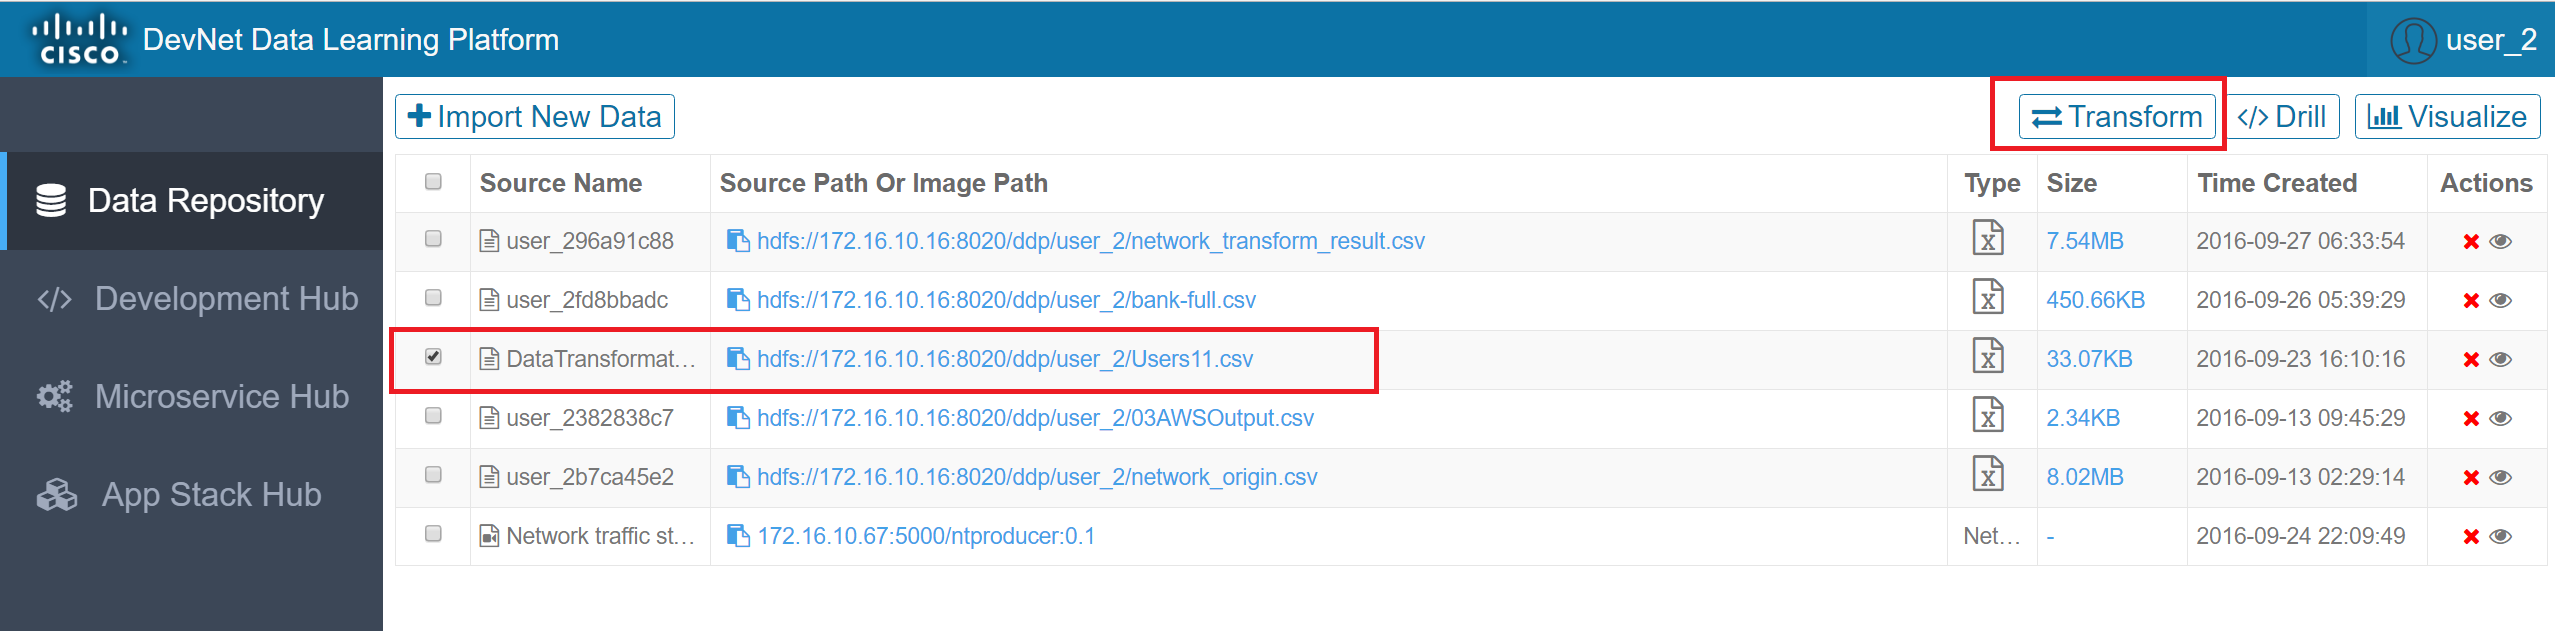 CISCO DevNet Data Learning Platform user_2
Import New Data Transform </> Drill Visualize
Data Repository
</> Development Hub
Microservice Hub
App Stack Hub
Source Name Source Path Or Image Path Type Size Time Created Actions
user_296a91c88 hdfs://172.16.10.16:8020/ddp/user_2/network_transform_result.csv X 7.54MB 2016-09-27 06:33:54
user_2fd8bbadc hdfs://172.16.10.16:8020/ddp/user_2/bank-full.csv X 450.66KB 2016-09-26 05:39:29
DataTransformat… hdfs://172.16.10.16:8020/ddp/user_2/Users11.csv X 33.07KB 2016-09-23 16:10:16
user_2382838c7 hdfs://172.16.10.16:8020/ddp/user_2/03AWSOutput.csv X 2.34KB 2016-09-13 09:45:29
user_2b7ca45e2 hdfs://172.16.10.16:8020/ddp/user_2/network_origin.csv X 8.02MB 2016-09-13 02:29:14
Network traffic st… 172.16.10.67:5000/ntproducer:0.1 Net… - 2016-09-24 22:09:49